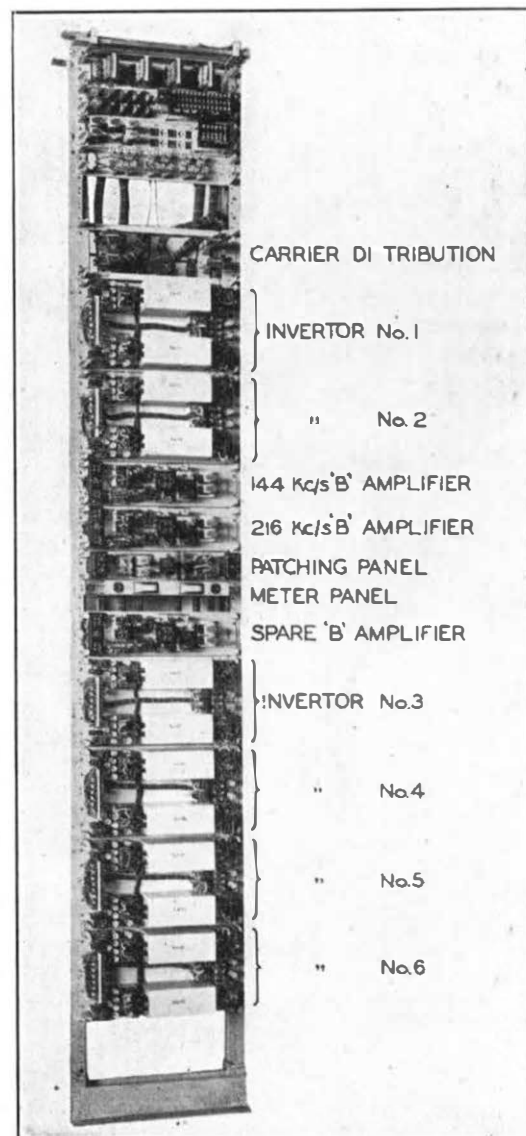 CARRIER DI TRIBUTION
INVERTOR No.1
" No.2
144 Kc/s 'B' AMPLIFIER
216 Kc/s 'B' AMPLIFIER
PATCHING PANEL
METER PANEL
SPARE 'B' AMPLIFIER
INVERTOR No.3
" No.4
" No.5
" No.6